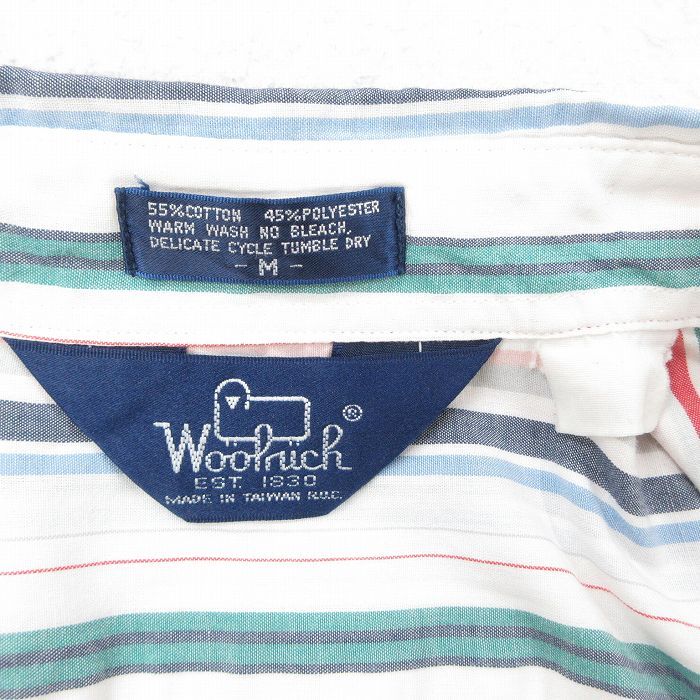 55%COTTON 45%POLYESTER
WARM WASH NO BLEACH.
DELICATE CYCLE TUMBLE DRY
- M -
®
Woolrich
EST. 1830
MADE IN TAIWAN R.O.C.